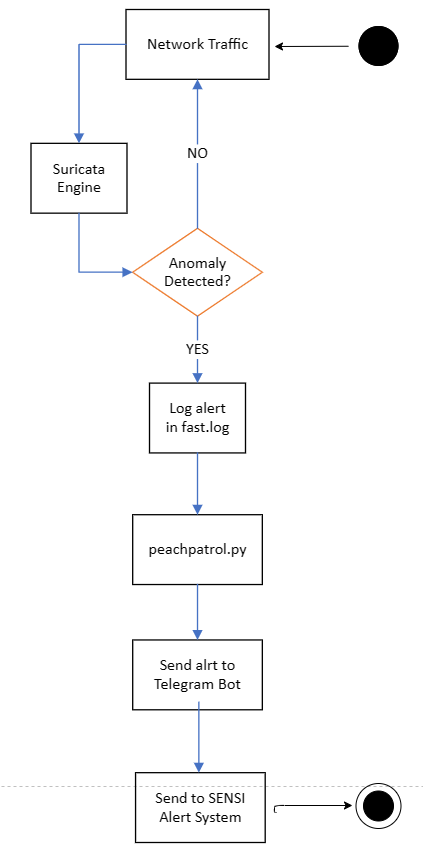 Network Traffic
Suricata
Engine
NO
Anomaly
Detected?
YES
Log alert
in fast.log
peachpatrol.py
Send alrt to
Telegram Bot
Send to SENSI
Alert System